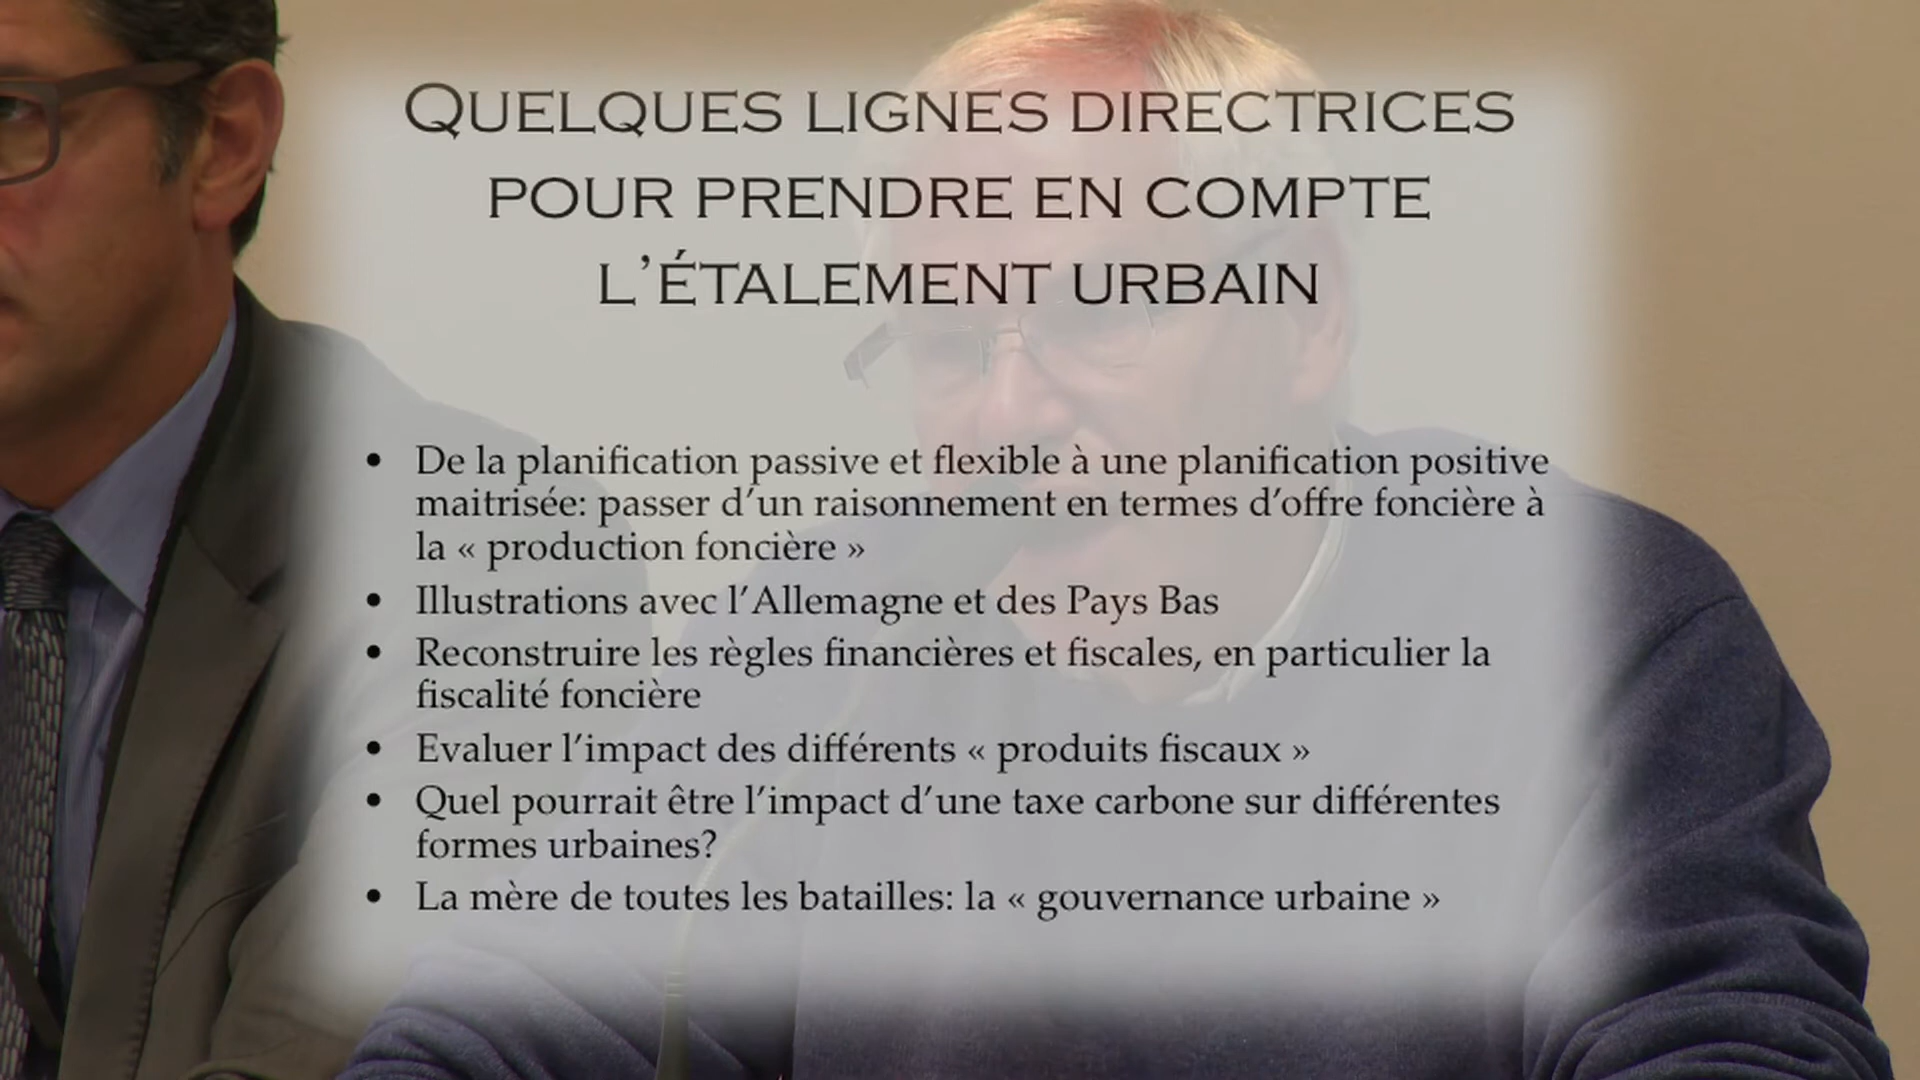 QUELQUES LIGNES DIRECTRICES
POUR PRENDRE EN COMPTE
L’ÉTALEMENT URBAIN
• De la planification passive et flexible à une planification positive
maitrisée: passer d’un raisonnement en termes d’offre foncière à
la « production foncière »
• Illustrations avec l’Allemagne et des Pays Bas
• Reconstruire les règles financières et fiscales, en particulier la
fiscalité foncière
• Evaluer l’impact des différents « produits fiscaux »
• Quel pourrait être l’impact d’une taxe carbone sur différentes
formes urbaines?
• La mère de toutes les batailles: la « gouvernance urbaine »